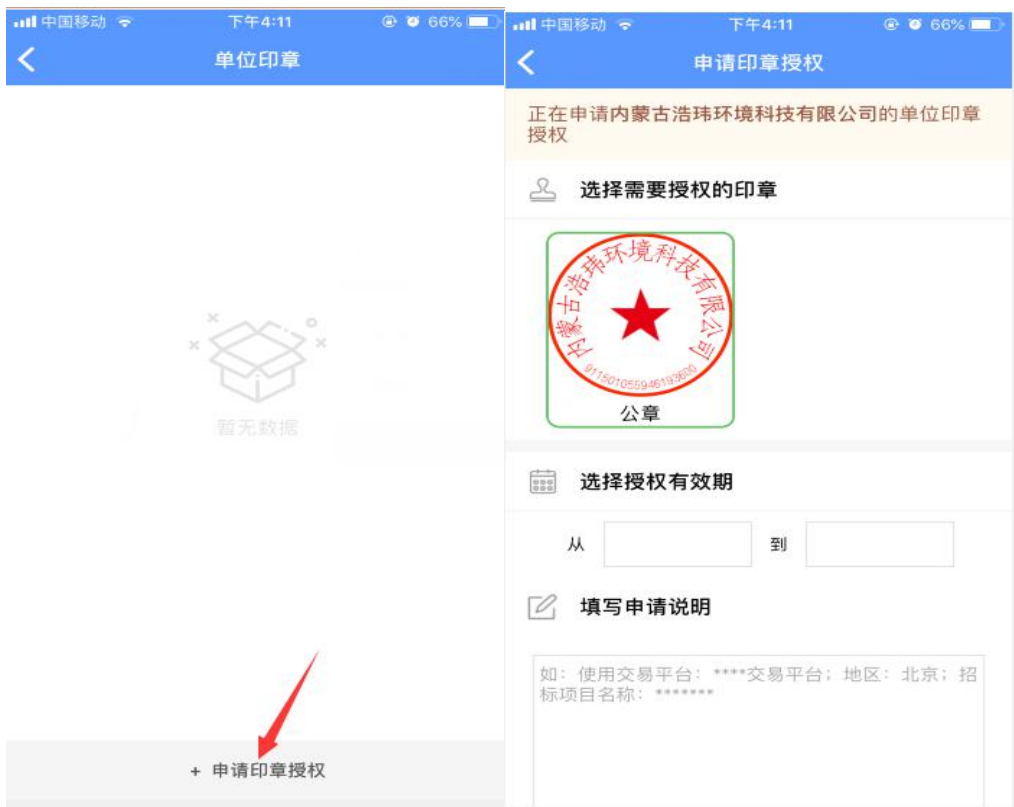 中国移动 下午4:11 66%
单位印章
暂无数据
+ 申请印章授权
中国移动 下午4:11 66%
申请印章授权
正在申请内蒙古浩玮环境科技有限公司的单位印章
授权
选择需要授权的印章
内蒙古浩玮环境科技有限公司
911501055946193600
公章
选择授权有效期
从 到
填写申请说明
如：使用交易平台：****交易平台；地区：北京；招
标项目名称：*******